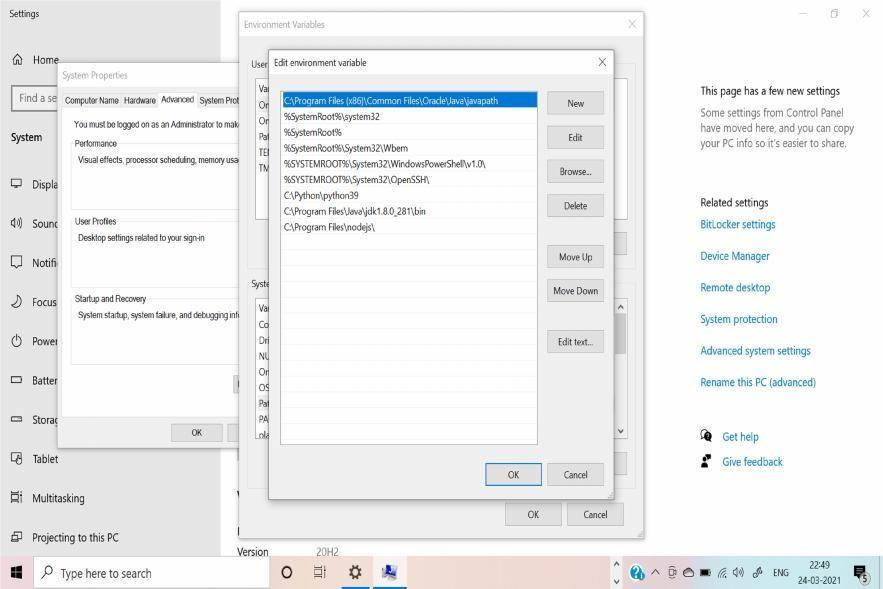 Settings
Home
Find a se
System
Displa
Sound
Notifi
Focus
Power
Batter
Storag
Tablet
Multitasking
Projecting to this PC
System Properties
Computer Name Hardware Advanced System Prot
You must be logged on as an Administrator to mak
Performance
Visual effects, processor scheduling, memory usa
User Profiles
Desktop settings related to your sign-in
Startup and Recovery
System startup, system failure, and debugging info
OK
Environment Variables
User
Va
On
On
Pat
TE
TM
Syste
Va
Co
Dri
NU
On
OS
Pat
PA
pla
OK
Cancel
Edit environment variable
C:\Program Files (x86)\Common Files\Oracle\Java\javapath
%SystemRoot%\system32
%SystemRoot%
%SystemRoot%\System32\Wbem
%SYSTEMROOT%\System32\WindowsPowerShell\v1.0\
%SYSTEMROOT%\System32\OpenSSH\
C:\Python\python39
C:\Program Files\Java\jdk1.8.0_281\bin
C:\Program Files\nodejs\
New
Edit
Browse...
Delete
Move Up
Move Down
Edit text...
OK
Cancel
Version 20H2
This page has a few new settings
Some settings from Control Panel
have moved here, and you can copy
your PC info so it's easier to share.
Related settings
BitLocker settings
Device Manager
Remote desktop
System protection
Advanced system settings
Rename this PC (advanced)
Get help
Give feedback
Type here to search
ENG
22:49
24-03-2021
5